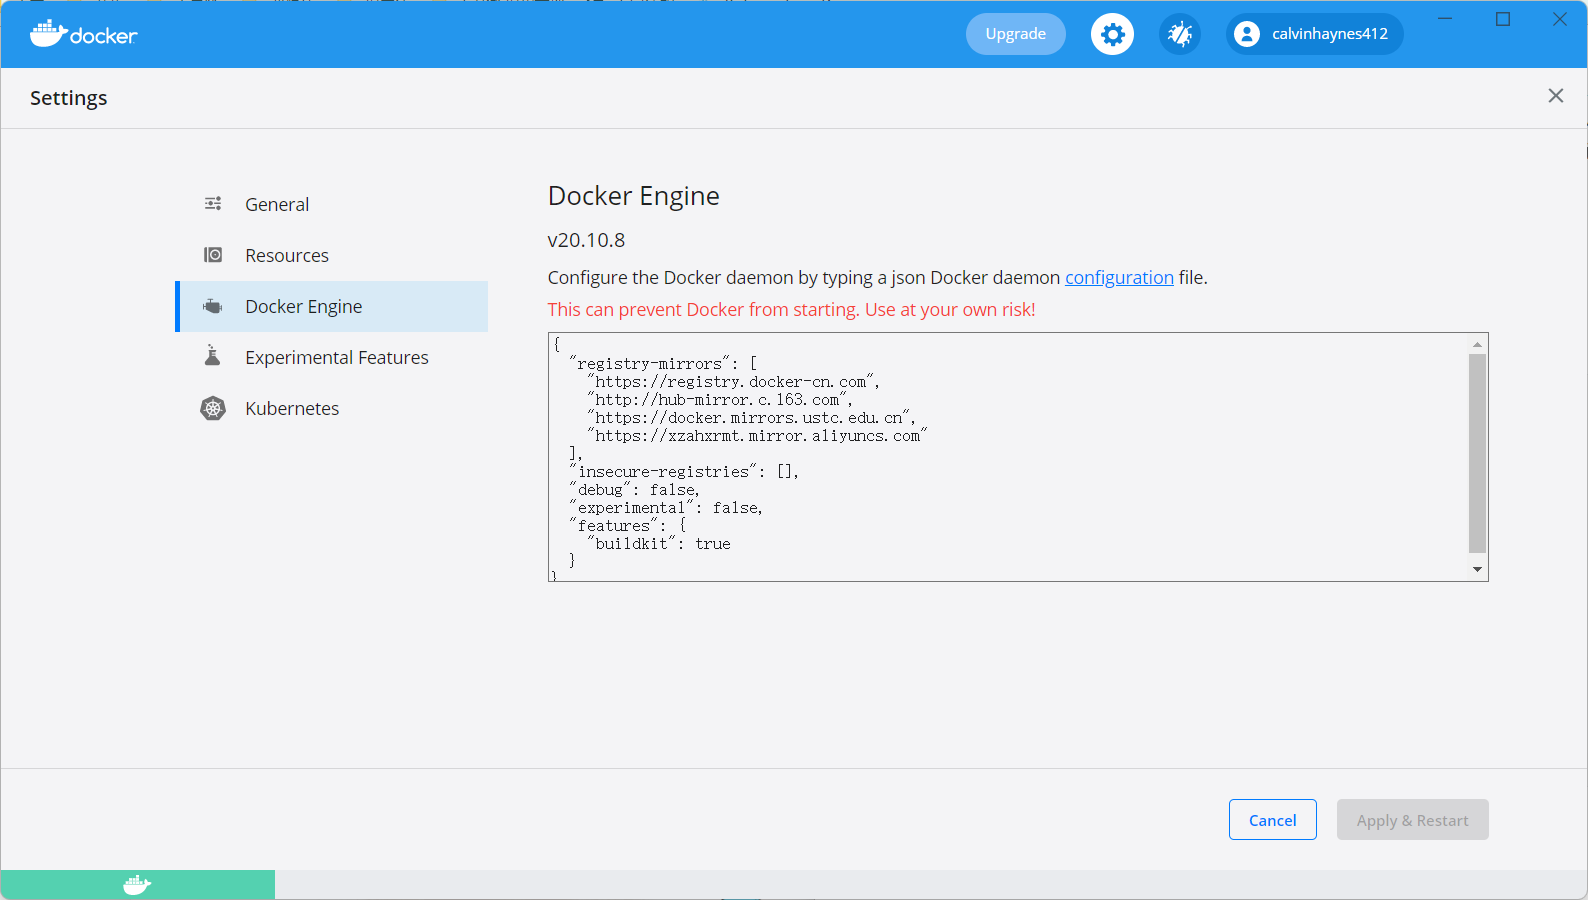 docker
Upgrade
calvinhaynes412
Settings
General
Resources
Docker Engine
Experimental Features
Kubernetes
Docker Engine
v20.10.8
Configure the Docker daemon by typing a json Docker daemon configuration file.
This can prevent Docker from starting. Use at your own risk!
{
  "registry-mirrors": [
    "https://registry.docker-cn.com",
    "http://hub-mirror.c.163.com",
    "https://docker.mirrors.ustc.edu.cn",
    "https://xzahxrmt.mirror.aliyuncs.com"
  ],
  "insecure-registries": [],
  "debug": false,
  "experimental": false,
  "features": {
    "buildkit": true
  }
}
Cancel
Apply & Restart